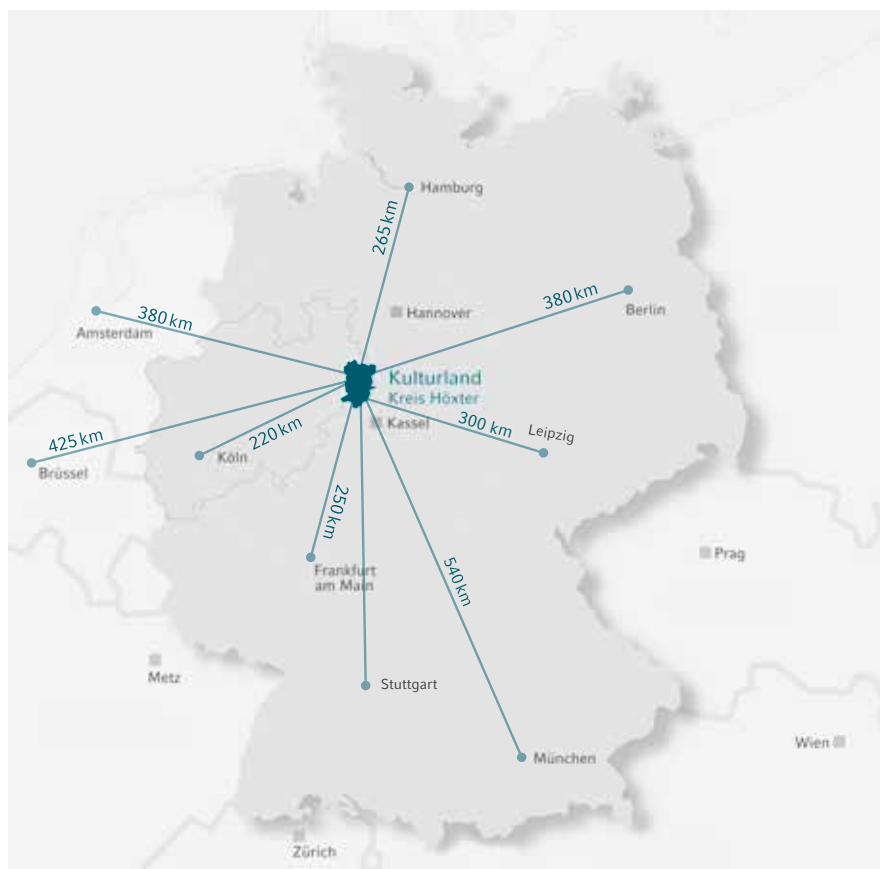 Hamburg
265 km
380 km
Berlin
Hannover
380 km
Amsterdam
Kulturland
Kreis Höxter
Kassel
300 km
Leipzig
425 km
Brüssel
220 km
Köln
250 km
Frankfurt
am Main
540 km
Prag
Metz
Stuttgart
Wien
München
Zürich